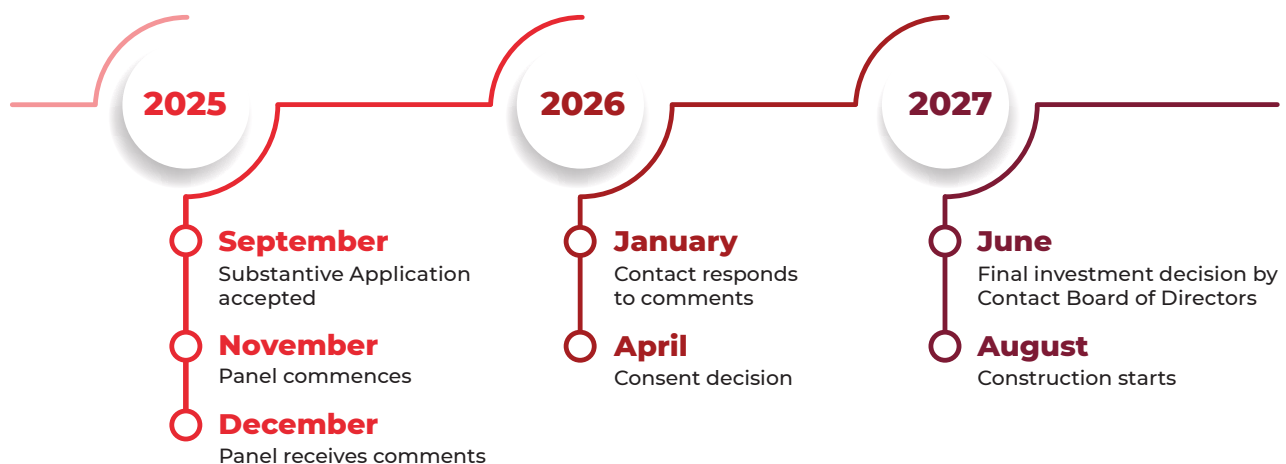 2025
September
Substantive Application
accepted
November
Panel commences
December
Panel receives comments
2026
January
Contact responds
to comments
April
Consent decision
2027
June
Final investment decision by
Contact Board of Directors
August
Construction starts